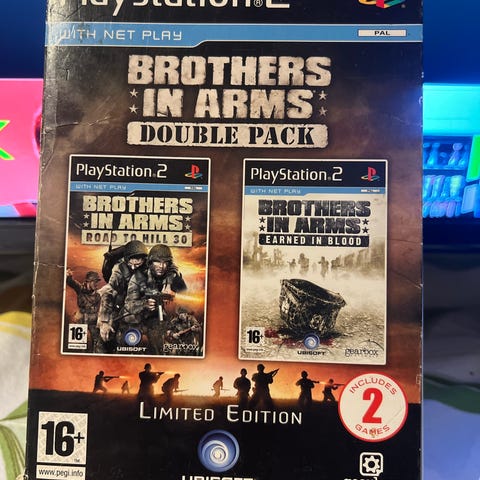 PlayStation 2
WITH NET PLAY
PAL
BROTHERS
IN ARMS
DOUBLE PACK
PlayStation 2
WITH NET PLAY
BROTHERS
IN ARMS
ROAD TO HILL 30
16+
UBISOFT
gearbox
PlayStation 2
WITH NET PLAY
BROTHERS
IN ARMS
EARNED IN BLOOD
16+
UBISOFT
gearbox
LIMITED EDITION
INCLUDES
2
GAMES
16+
www.pegi.info
UBISOFT